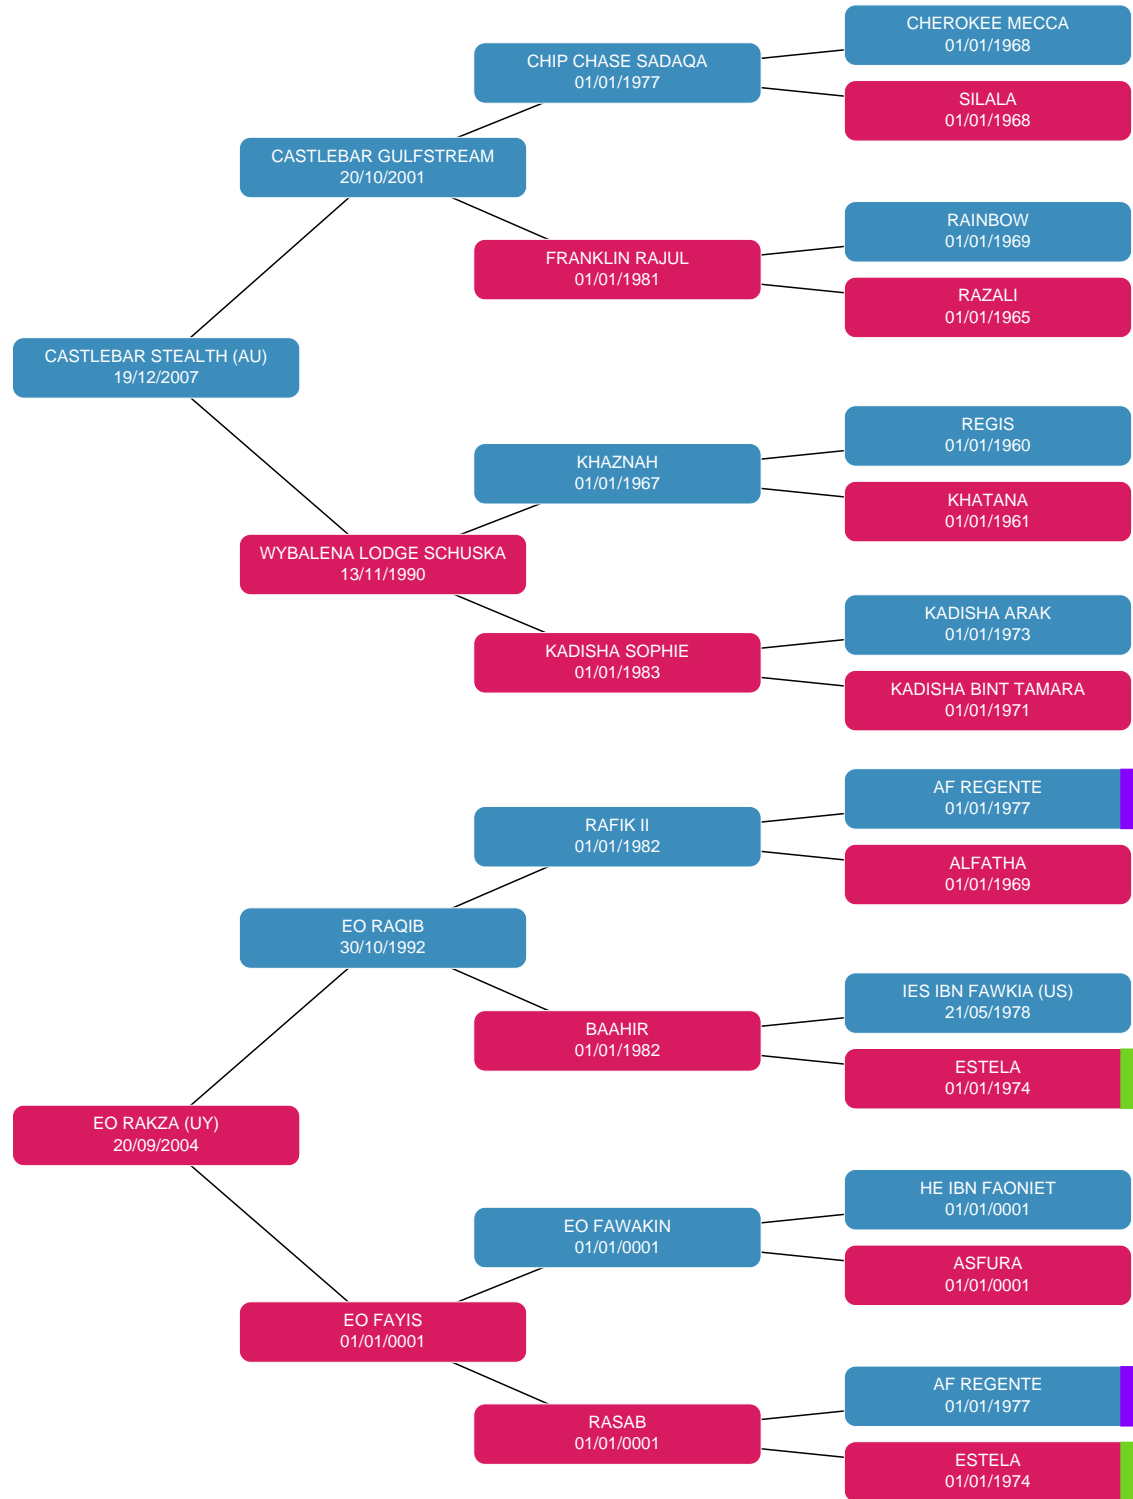 CHEROKEE MECCA
01/01/1968
CHIP CHASE SADAQA
01/01/1977
SILALA
01/01/1968
CASTLEBAR GULFSTREAM
20/10/2001
RAINBOW
01/01/1969
FRANKLIN RAJUL
01/01/1981
RAZALI
01/01/1965
CASTLEBAR STEALTH (AU)
19/12/2007
REGIS
01/01/1960
KHAZNAH
01/01/1967
KHATANA
01/01/1961
WYBALENA LODGE SCHUSKA
13/11/1990
KADISHA ARAK
01/01/1973
KADISHA SOPHIE
01/01/1983
KADISHA BINT TAMARA
01/01/1971
AF REGENTE
01/01/1977
RAFIK II
01/01/1982
ALFATHA
01/01/1969
EO RAQIB
30/10/1992
IES IBN FAWKIA (US)
21/05/1978
BAAHIR
01/01/1982
ESTELA
01/01/1974
EO RAKZA (UY)
20/09/2004
HE IBN FAONIET
01/01/0001
EO FAWAKIN
01/01/0001
ASFURA
01/01/0001
EO FAYIS
01/01/0001
AF REGENTE
01/01/1977
RASAB
01/01/0001
ESTELA
01/01/1974